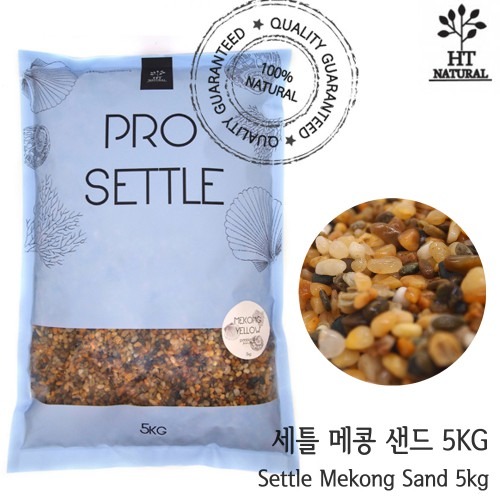 HT
NATURAL
QUALITY GUARANTEED
QUALITY GUARANTEED
100%
NATURAL
PRO
SETTLE
MEKONG
YELLOW
5KG
세틀 메콩 샌드 5KG
Settle Mekong Sand 5kg